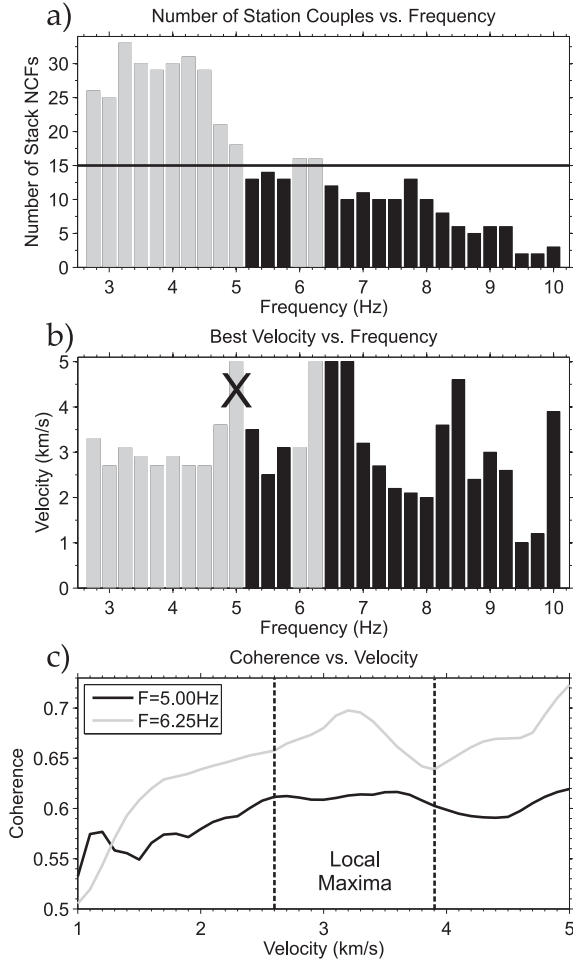 a) Number of Station Couples vs. Frequency
Number of Stack NCFs
30
25
20
15
10
5
0
3 4 5 6 7 8 9 10
Frequency (Hz)
b) Best Velocity vs. Frequency
Velocity (km/s)
5
4
3
2
1
0
X
3 4 5 6 7 8 9 10
Frequency (Hz)
c) Coherence vs. Velocity
Coherence
0.7
0.65
0.6
0.55
0.5
F=5.00Hz
F=6.25Hz
Local
Maxima
1 2 3 4 5
Velocity (km/s)